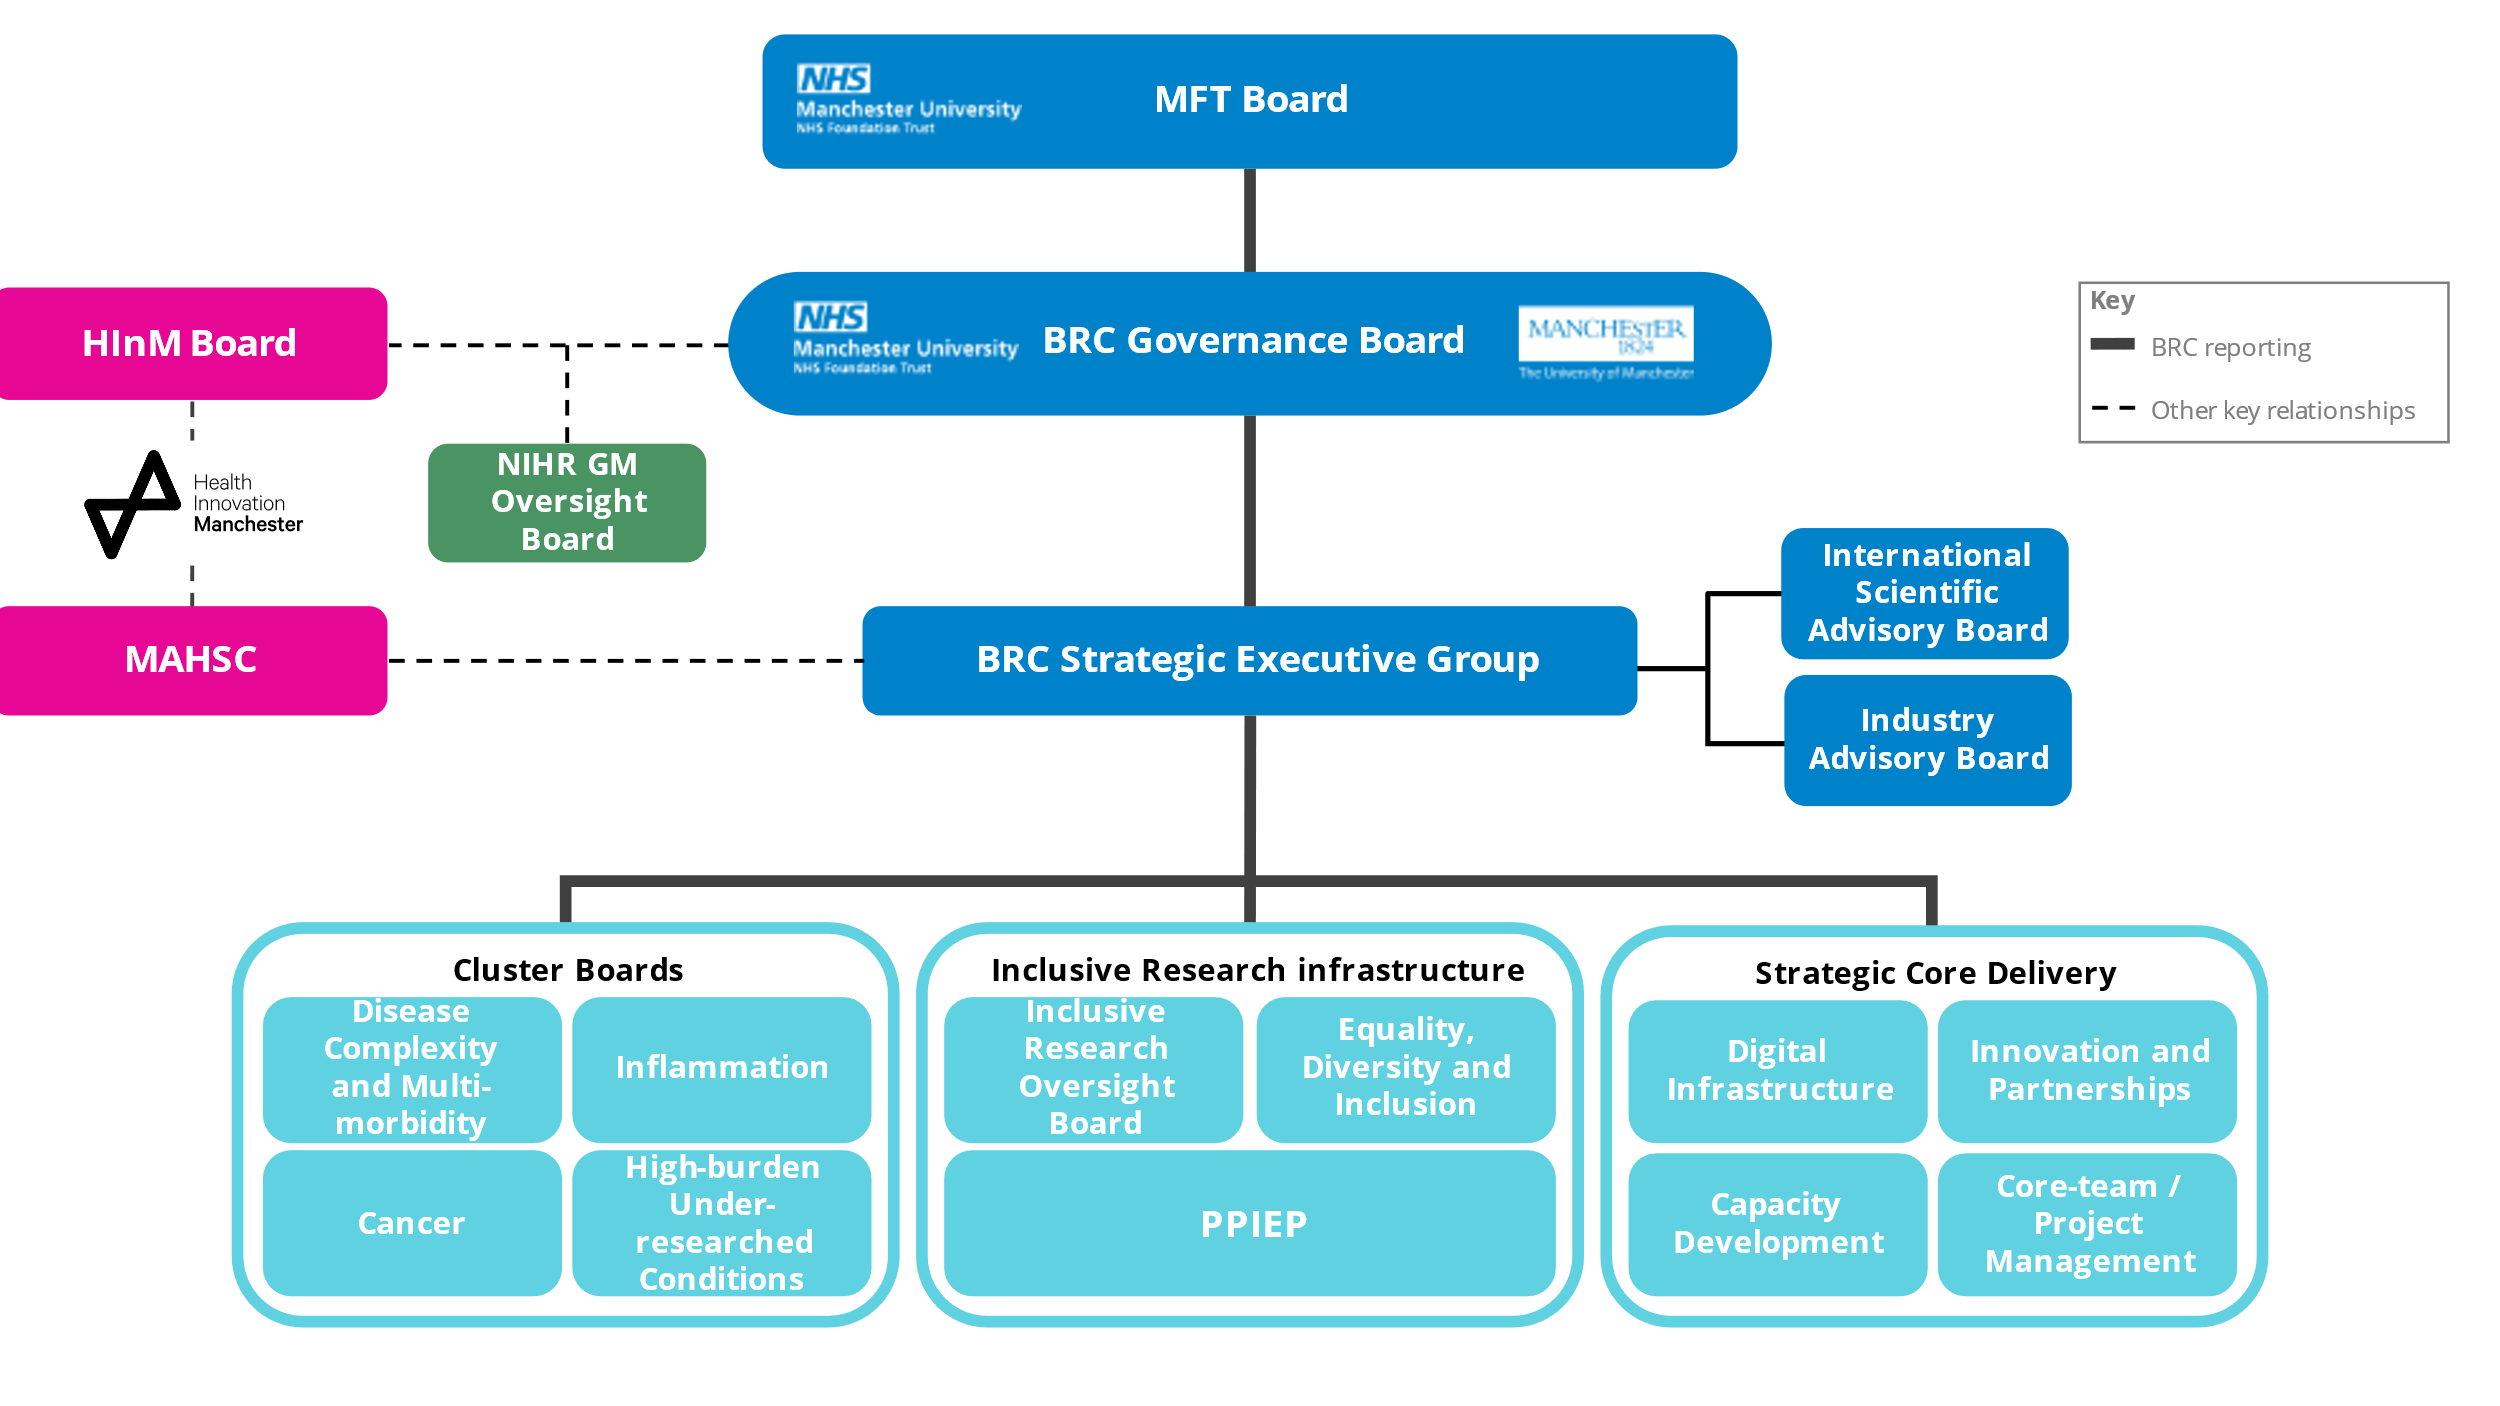 NHS
Manchester University
NHS Foundation Trust
MFT Board
HInM Board
NHS
Manchester University
NHS Foundation Trust
BRC Governance Board
MANCHESTER
1824
The University of Manchester
Key
BRC reporting
Other key relationships
Health
Innovation
Manchester
NIHR GM
Oversight
Board
MAHSC
BRC Strategic Executive Group
International
Scientific
Advisory Board
Industry
Advisory Board
Cluster Boards
Disease
Complexity
and Multi-
morbidity
Inflammation
Cancer
High-burden
Under-
researched
Conditions
Inclusive Research infrastructure
Inclusive
Research
Oversight
Board
Equality,
Diversity and
Inclusion
PPIEP
Strategic Core Delivery
Digital
Infrastructure
Innovation and
Partnerships
Capacity
Development
Core-team /
Project
Management